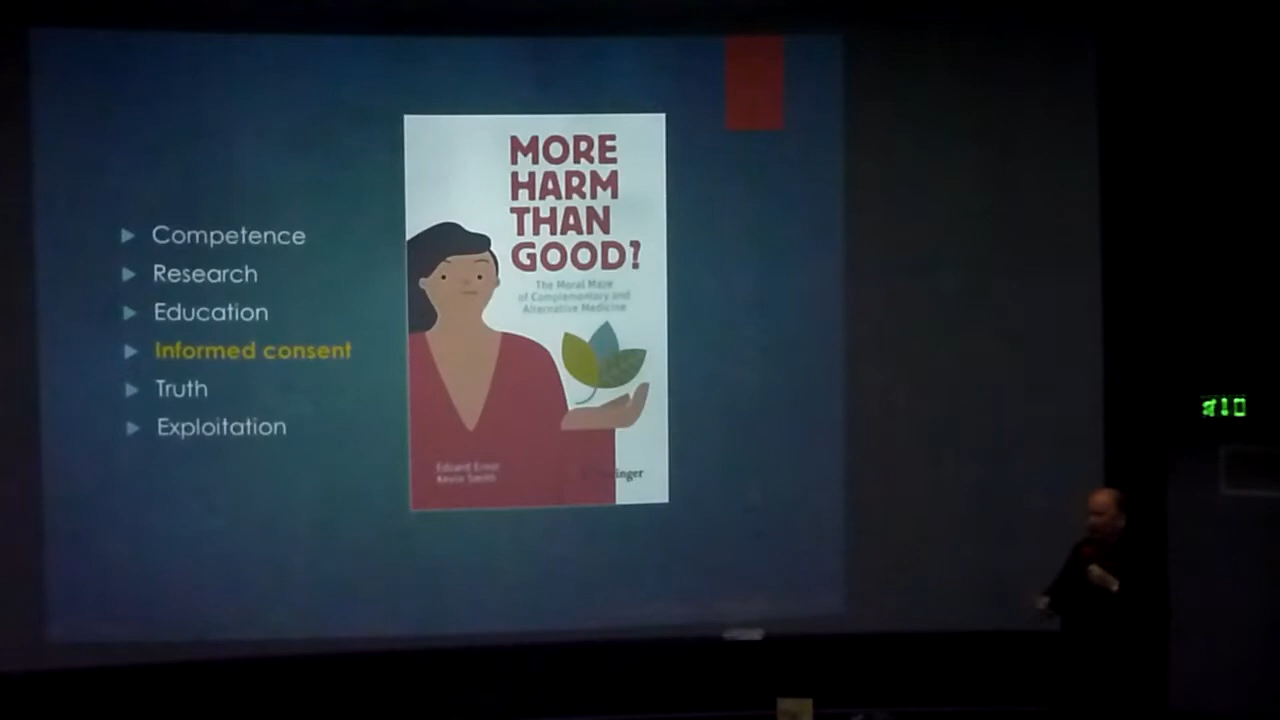 Competence
Research
Education
Informed consent
Truth
Exploitation
MORE
HARM
THAN
GOOD?
The Moral Maze
of Complementary and
Alternative Medicine
Edzard Ernst
Kevin Smith